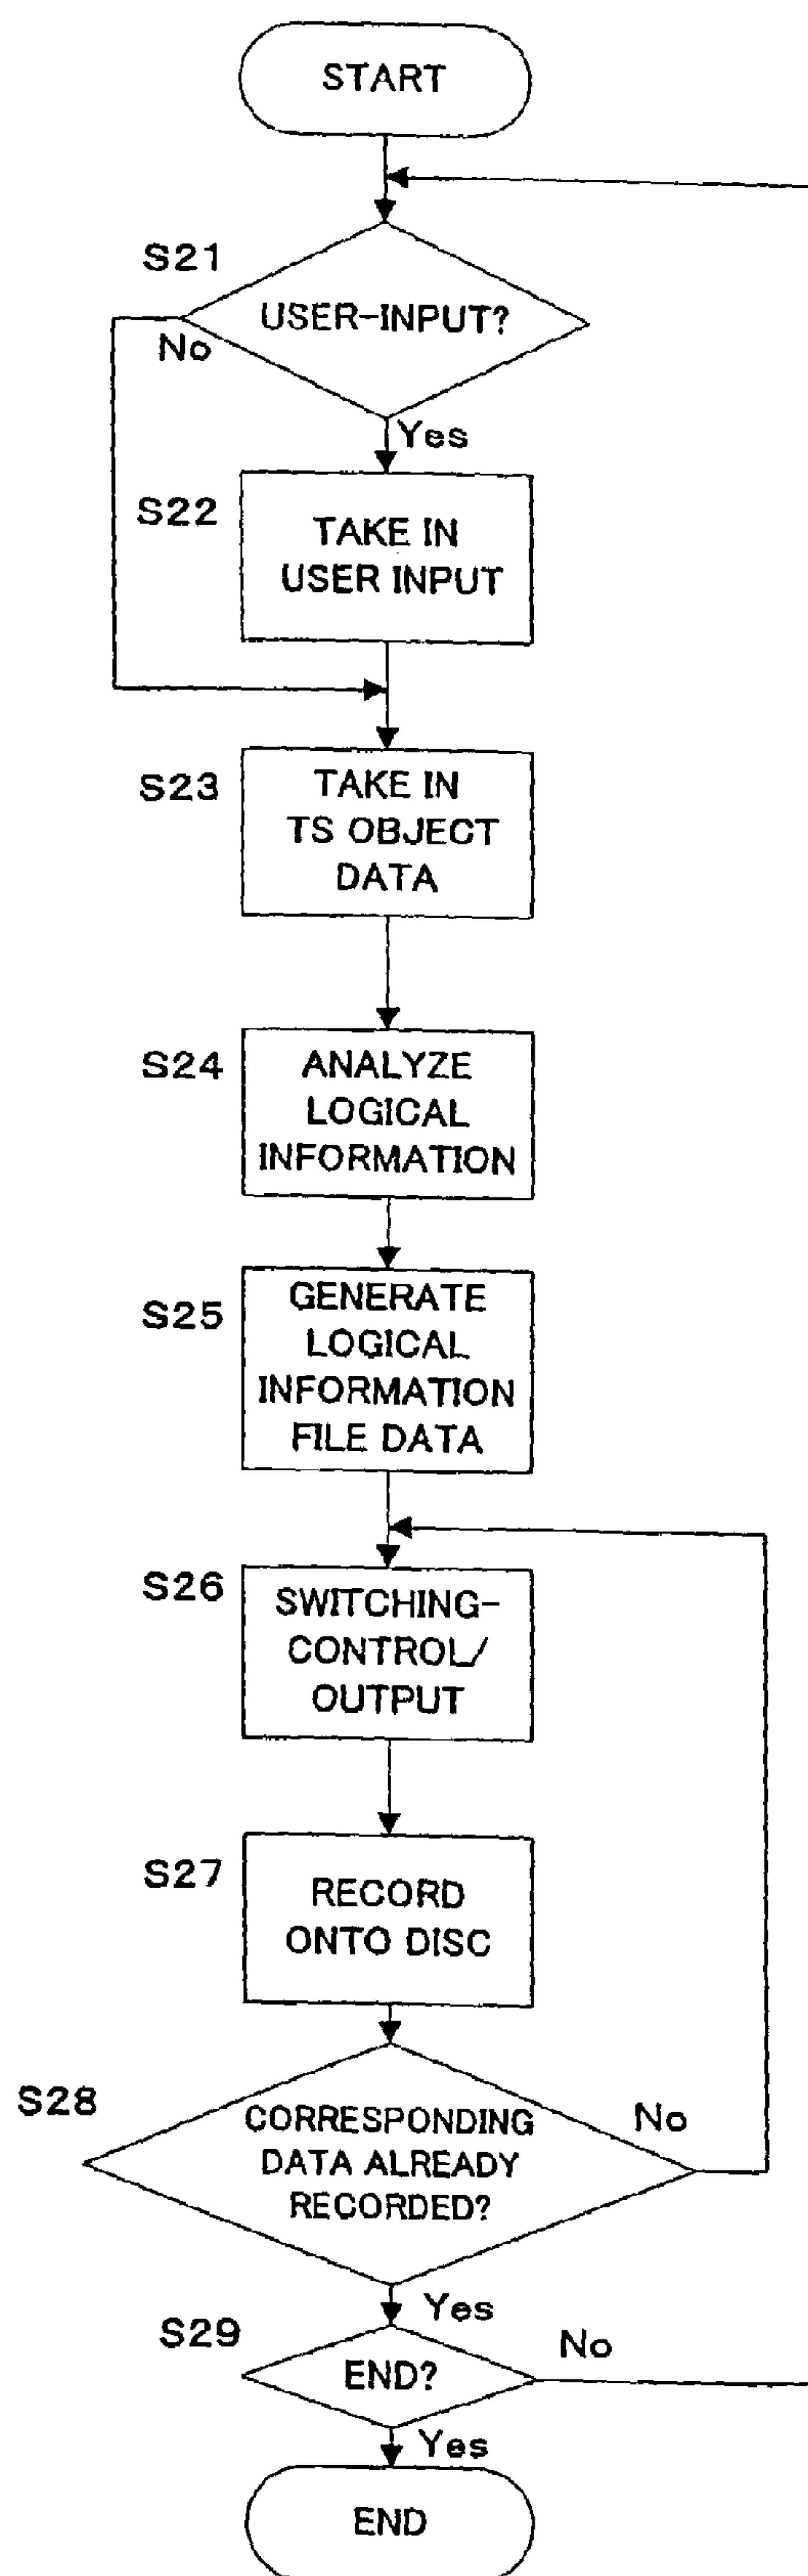 START
S21
USER-INPUT?
No
Yes
S22
TAKE IN
USER INPUT
S23
TAKE IN
TS OBJECT
DATA
S24
ANALYZE
LOGICAL
INFORMATION
S25
GENERATE
LOGICAL
INFORMATION
FILE DATA
S26
SWITCHING-
CONTROL/
OUTPUT
S27
RECORD
ONTO DISC
S28
CORRESPONDING
DATA ALREADY
RECORDED?
No
Yes
S29
END?
No
Yes
END